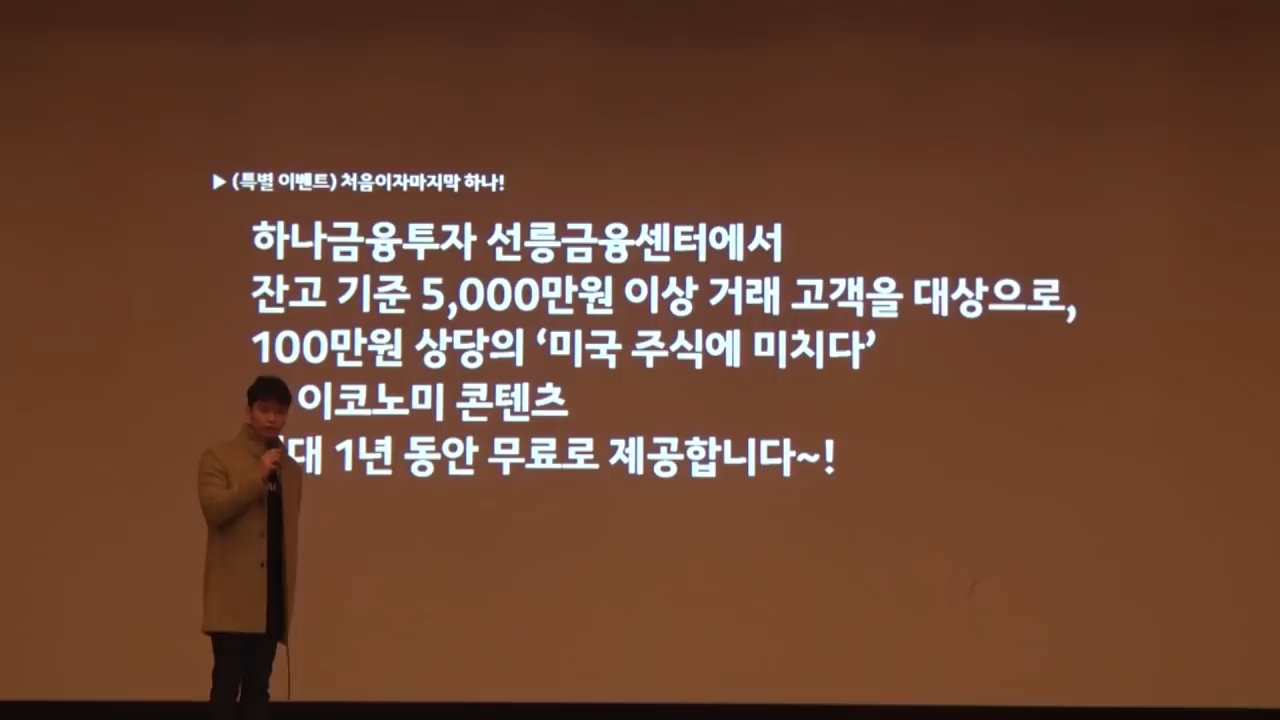 ▶ (특별 이벤트) 처음이자마지막 하나!
하나금융투자 선릉금융센터에서
잔고 기준 5,000만원 이상 거래 고객을 대상으로,
100만원 상당의 ‘미국 주식에 미치다’
이코노미 콘텐츠
1년 동안 무료로 제공합니다~!